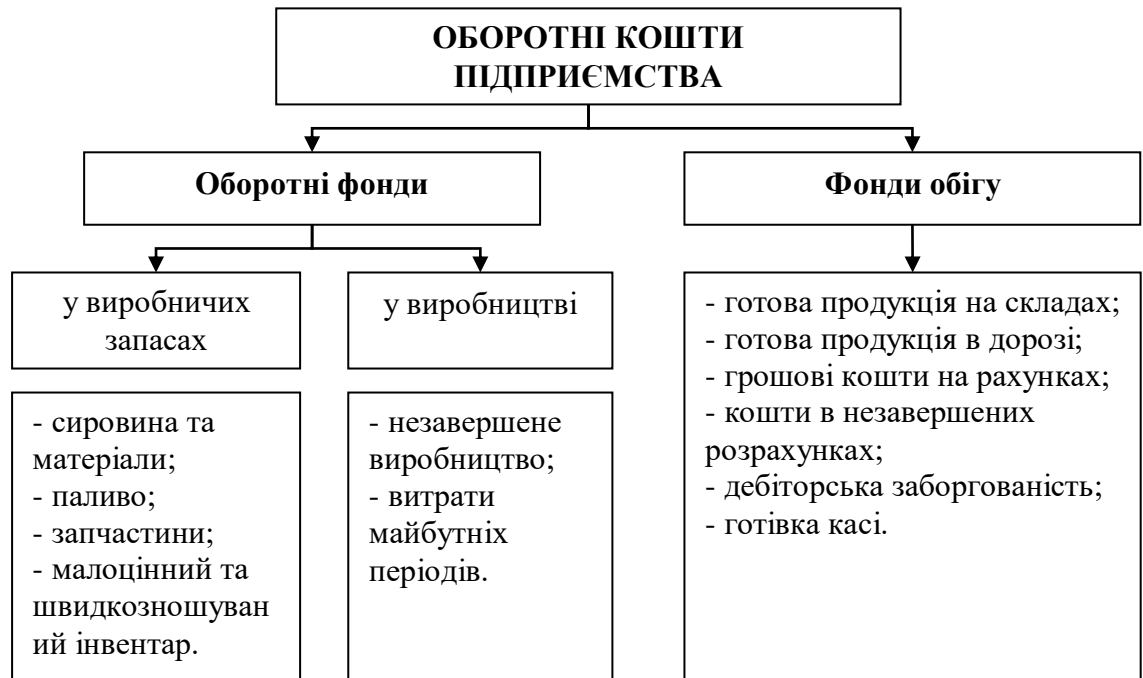 ОБОРОТНІ КОШТИ
ПІДПРИЄМСТВА
Оборотні фонди
Фонди обігу
у виробничих
запасах
у виробництві
- сировина та
матеріали;
- паливо;
- запчастини;
- малоцінний та
швидкозношуван
ий інвентар.
- незавершене
виробництво;
- витрати
майбутніх
періодів.
- готова продукція на складах;
- готова продукція в дорозі;
- грошові кошти на рахунках;
- кошти в незавершених
розрахунках;
- дебіторська заборгованість;
- готівка касі.